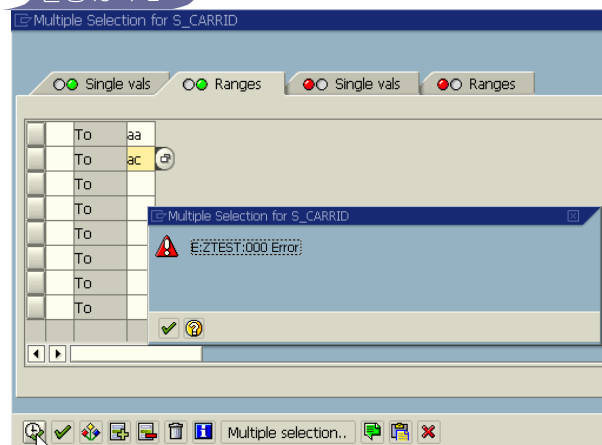 Multiple Selection for S_CARRID
Single vals Ranges Single vals Ranges
To aa
To ac
To
To
To
To
To
To
Multiple Selection for S_CARRID
E:ZTEST:000 Error
Multiple selection..